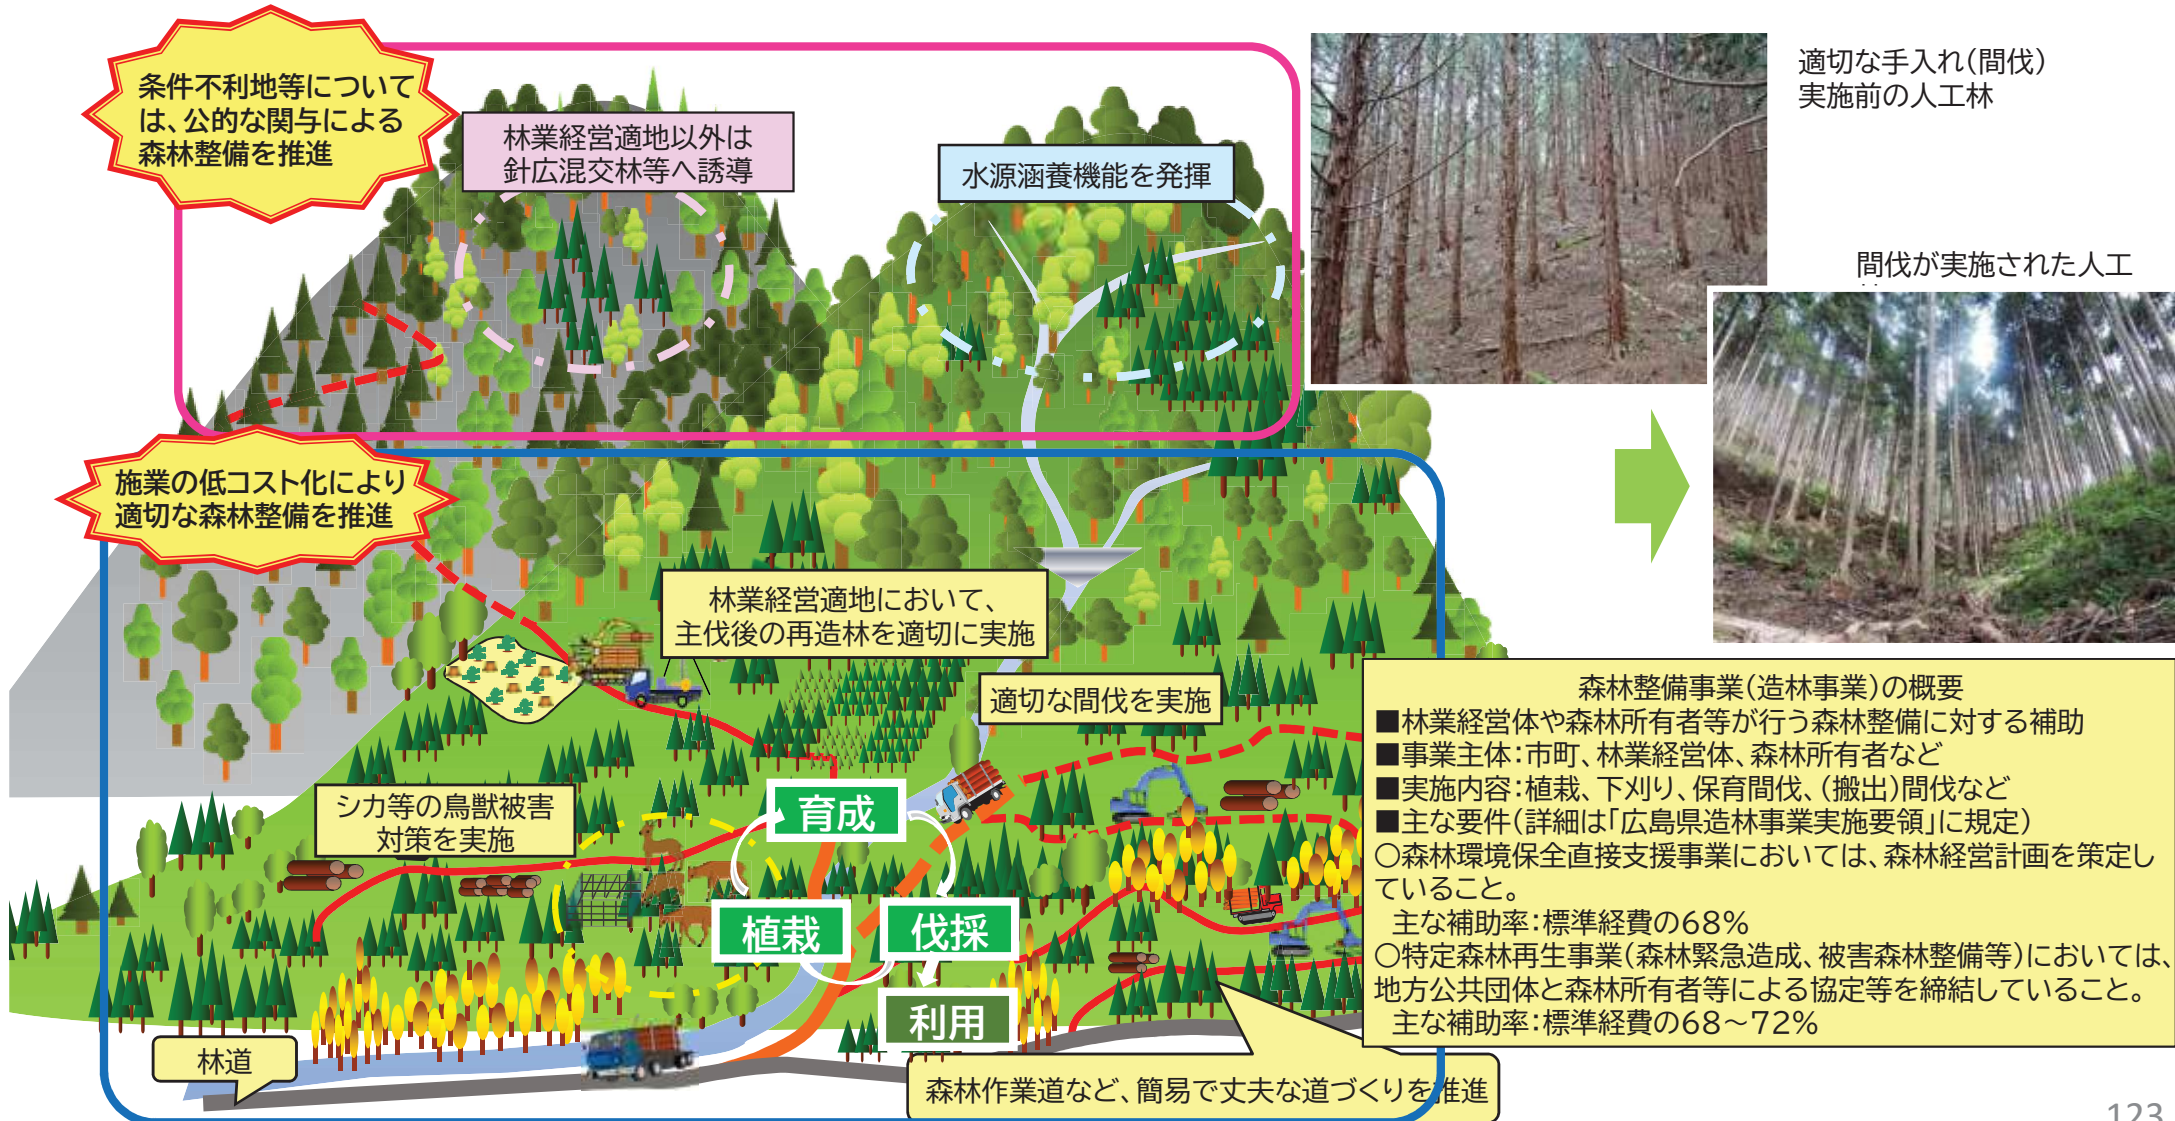 条件不利地等について
は、公的な関与による
森林整備を推進
林業経営適地以外は
針広混交林等へ誘導
水源涵養機能を発揮
適切な手入れ(間伐)
実施前の人工林
間伐が実施された人工
施業の低コスト化により
適切な森林整備を推進
林業経営適地において、
主伐後の再造林を適切に実施
適切な間伐を実施
シカ等の鳥獣被害
対策を実施
育成
植栽
伐採
利用
林道
森林作業道など、簡易で丈夫な道づくりを推進
森林整備事業(造林事業)の概要
■林業経営体や森林所有者等が行う森林整備に対する補助
■事業主体:市町、林業経営体、森林所有者など
■実施内容:植栽、下刈り、保育間伐、(搬出)間伐など
■主な要件(詳細は「広島県造林事業実施要領」に規定)
○森林環境保全直接支援事業においては、森林経営計画を策定し
ていること。
主な補助率:標準経費の68%
○特定森林再生事業(森林緊急造成、被害森林整備等)においては、
地方公共団体と森林所有者等による協定等を締結していること。
主な補助率:標準経費の68～72%
123